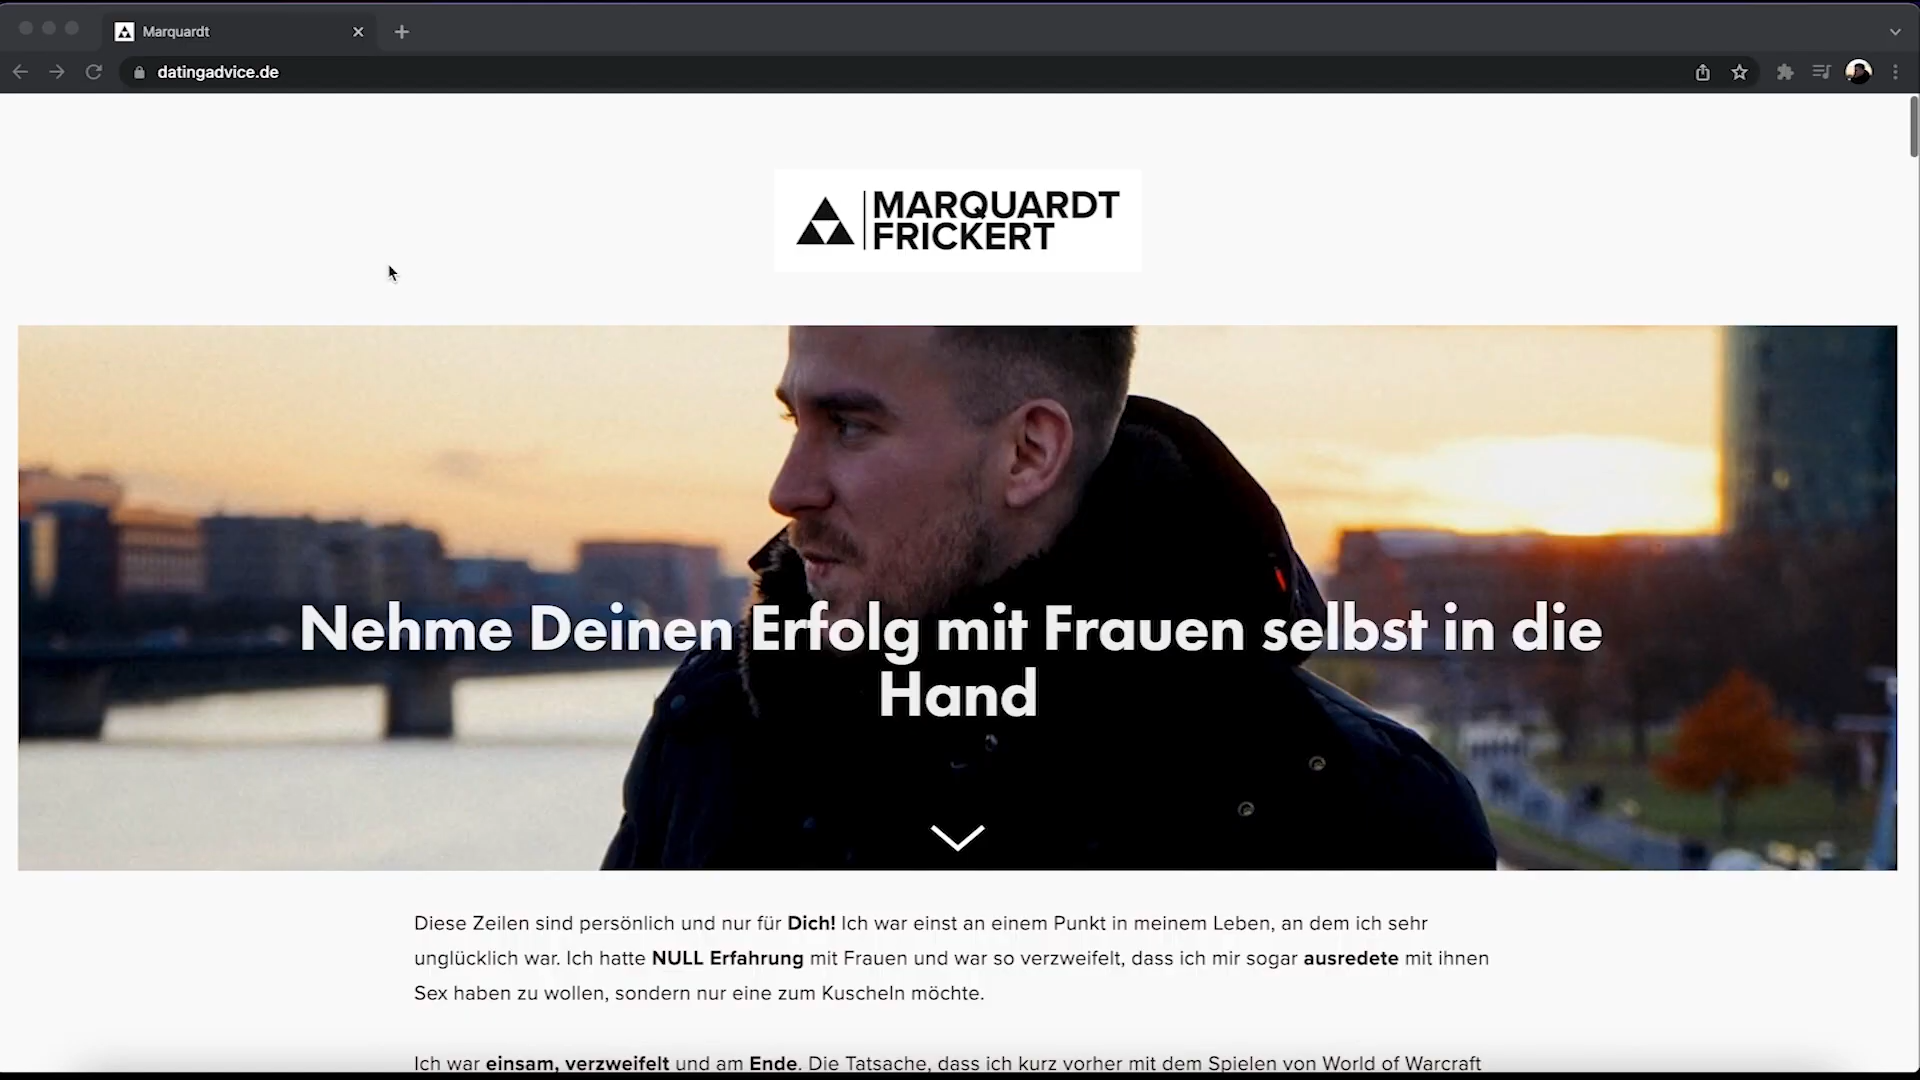 Marquardt
datingadvice.de
MARQUARDT
FRICKERT
Nehme Deinen Erfolg mit Frauen selbst in die
Hand
Diese Zeilen sind persönlich und nur für Dich! Ich war einst an einem Punkt in meinem Leben, an dem ich sehr
unglücklich war. Ich hatte NULL Erfahrung mit Frauen und war so verzweifelt, dass ich mir sogar ausredete mit ihnen
Sex haben zu wollen, sondern nur eine zum Kuscheln möchte.
Ich war einsam, verzweifelt und am Ende. Die Tatsache, dass ich kurz vorher mit dem Spielen von World of Warcraft